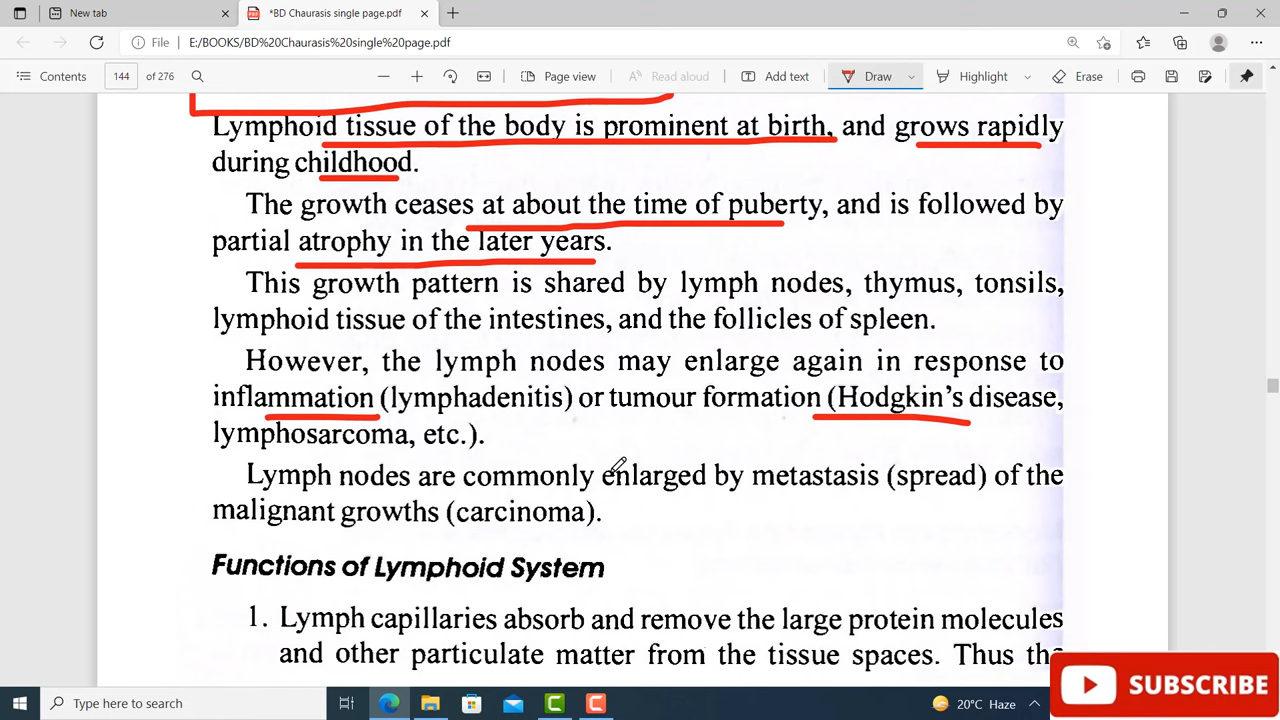 New tab
*BD Chaurasis single page.pdf
File
E:/BOOKS/BD%20Chaurasis%20single%20page.pdf
Contents
144
of 276
Page view
Read aloud
Add text
Draw
Highlight
Erase
Lymphoid tissue of the body is prominent at birth, and grows rapidly
during childhood.
The growth ceases at about the time of puberty, and is followed by
partial atrophy in the later years.
This growth pattern is shared by lymph nodes, thymus, tonsils,
lymphoid tissue of the intestines, and the follicles of spleen.
However, the lymph nodes may enlarge again in response to
inflammation (lymphadenitis) or tumour formation (Hodgkin's disease,
lymphosarcoma, etc.).
Lymph nodes are commonly enlarged by metastasis (spread) of the
malignant growths (carcinoma).
Functions of Lymphoid System
1. Lymph capillaries absorb and remove the large protein molecules
and other particulate matter from the tissue spaces. Thus the
SUBSCRIBE
Type here to search
20°C Haze